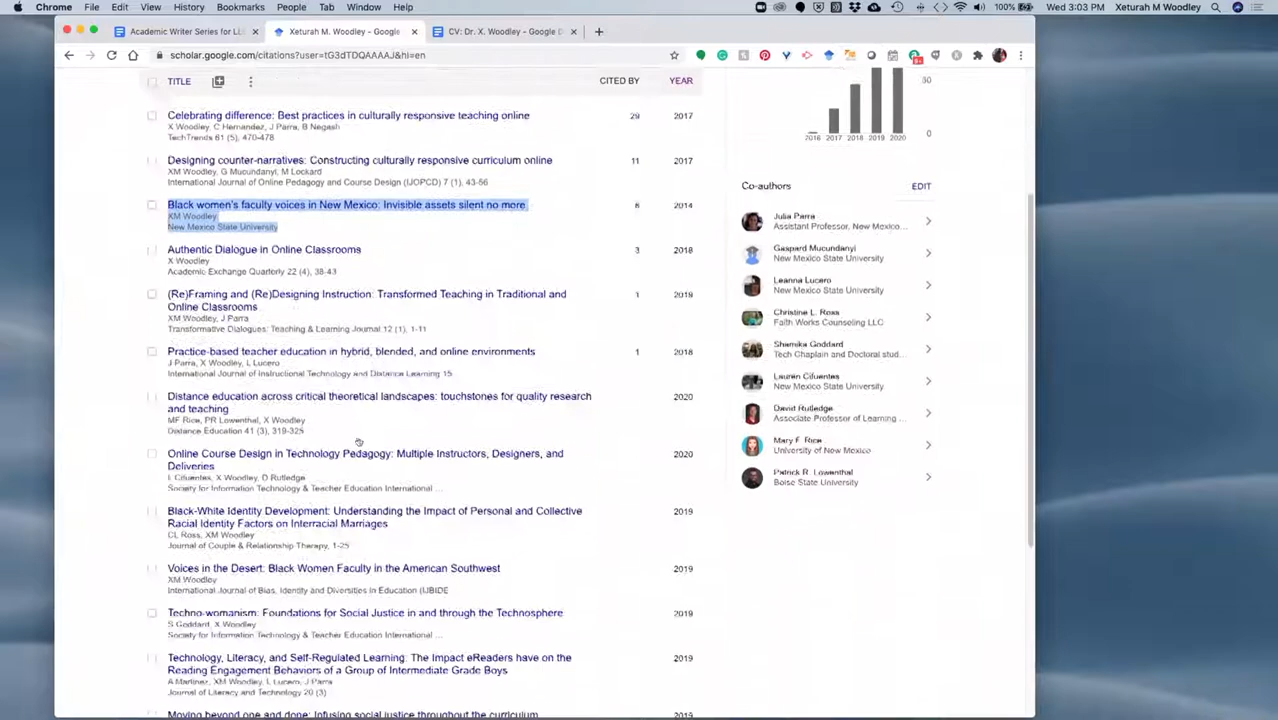 Chrome File Edit View History Bookmarks People Tab Window Help 100% Wed 3:03 PM Xeturah M Woodley
Academic Writer Series for LL × Xeturah M. Woodley - Google × CV: Dr. X. Woodley - Google D × +
scholar.google.com/citations?user=tG3dTDQAAAAJ&hl=en
TITLE CITED BY YEAR
Celebrating difference: Best practices in culturally responsive teaching online 29 2017
X Woodley, C Hernandez, J Parra, B Negash
TechTrends 61 (5), 470-478
Designing counter-narratives: Constructing culturally responsive curriculum online 11 2017
XM Woodley, G Mucundanyi, M Lockard
International Journal of Online Pedagogy and Course Design (IJOPCD) 7 (1), 43-56
Black women's faculty voices in New Mexico: Invisible assets silent no more 6 2014
XM Woodley
New Mexico State University
Authentic Dialogue in Online Classrooms 3 2018
X Woodley
Academic Exchange Quarterly 22 (4), 38-43
(Re)Framing and (Re)Designing Instruction: Transformed Teaching in Traditional and 1 2019
Online Classrooms
XM Woodley, J Parra
Transformative Dialogues: Teaching & Learning Journal 12 (1), 1-11
Practice-based teacher education in hybrid, blended, and online environments 1 2018
J Parra, X Woodley, L Lucero
International Journal of Instructional Technology and Distance Learning 15
Distance education across critical theoretical landscapes: touchstones for quality research 2020
and teaching
MF Rice, PR Lowenthal, X Woodley
Distance Education 41 (3), 319-325
Online Course Design in Technology Pedagogy: Multiple Instructors, Designers, and 2020
Deliveries
L Cifuentes, X Woodley, D Rutledge
Society for Information Technology & Teacher Education International ...
Black-White Identity Development: Understanding the Impact of Personal and Collective 2019
Racial Identity Factors on Interracial Marriages
CL Ross, XM Woodley
Journal of Couple & Relationship Therapy, 1-25
Voices in the Desert: Black Women Faculty in the American Southwest 2019
XM Woodley
International Journal of Bias, Identity and Diversities in Education (IJBIDE
Techno-womanism: Foundations for Social Justice in and through the Technosphere 2019
S Goddard, X Woodley
Society for Information Technology & Teacher Education International ...
Technology, Literacy, and Self-Regulated Learning: The Impact eReaders have on the 2019
Reading Engagement Behaviors of a Group of Intermediate Grade Boys
A Martinez, XM Woodley, L Lucero, J Parra
Journal of Literacy and Technology 20 (3)
Moving beyond one and done: Infusing social justice throughout the curriculum 2019
60
0
2016 2017 2018 2019 2020
Co-authors EDIT
Julia Parra
Assistant Professor, New Mexico...
Gaspard Mucundanyi
New Mexico State University
Leanna Lucero
New Mexico State University
Christine L. Ross
Faith Works Counseling LLC
Shamika Goddard
Tech Chaplain and Doctoral stud...
Lauren Cifuentes
New Mexico State University
David Rutledge
Associate Professor of Learning ...
Mary F. Rice
University of New Mexico
Patrick R. Lowenthal
Boise State University